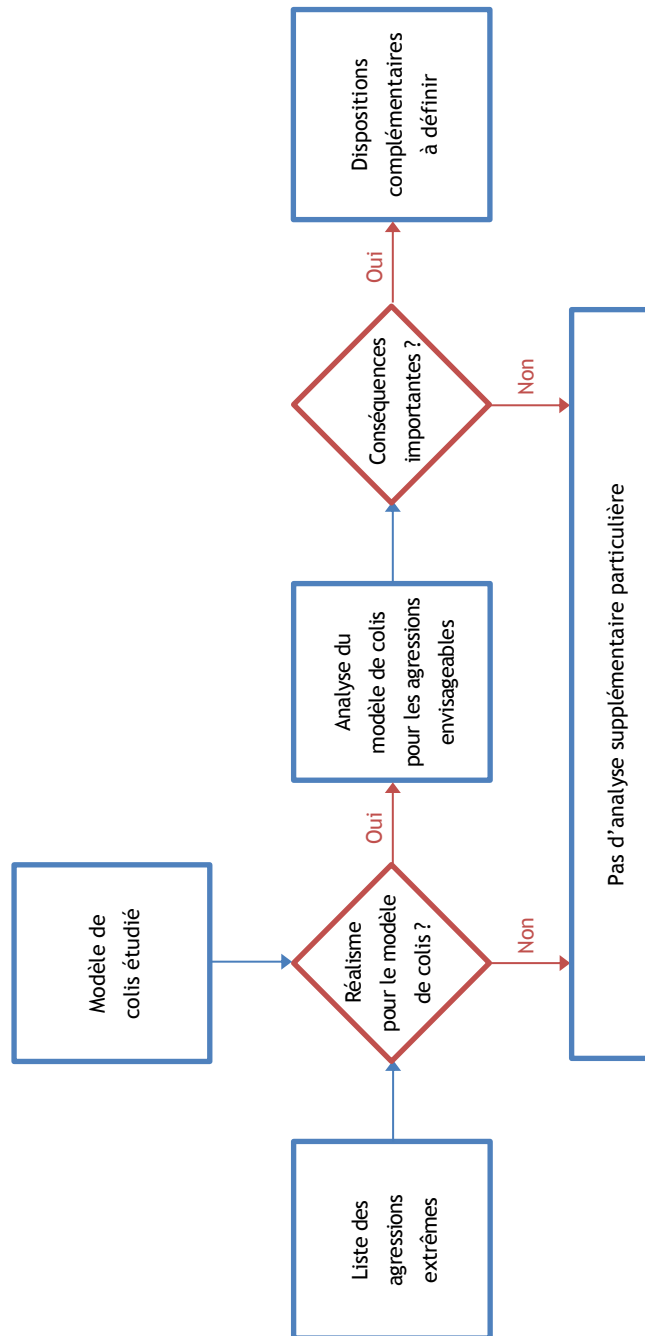 Modèle de
colis étudié
Liste des
agressions
extrêmes
Réalisme
pour le modèle
de colis ?
Oui
Non
Analyse du
modèle de colis
pour les agressions
envisageables
Conséquences
importantes ?
Oui
Non
Dispositions
complémentaires
à définir
Pas d’analyse supplémentaire particulière